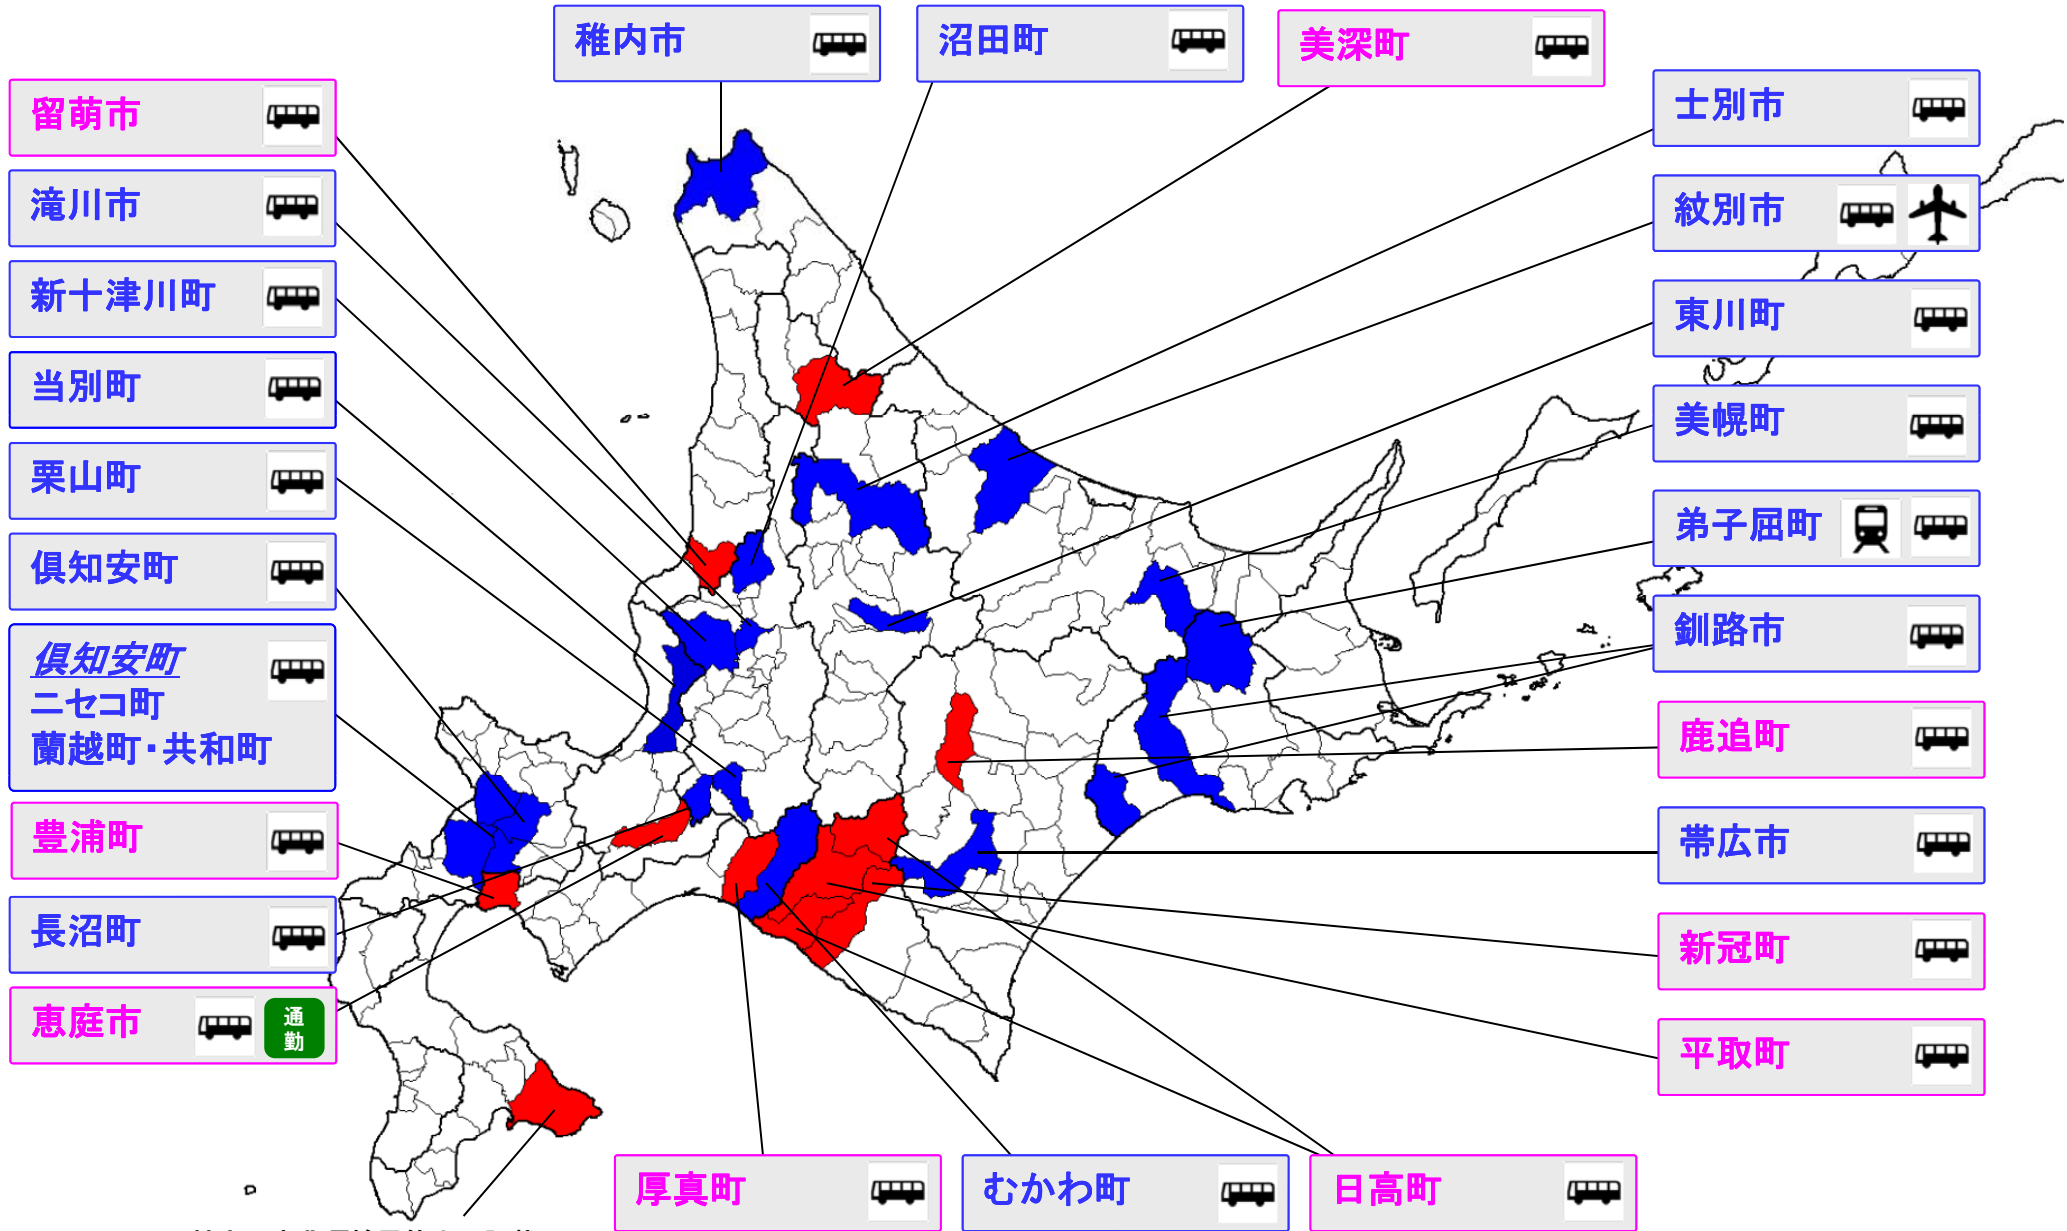 稚内市
沼田町
美深町
留萌市
滝川市
新十津川町
当別町
栗山町
倶知安町
倶知安町
ニセコ町
蘭越町・共和町
豊浦町
長沼町
恵庭市
通
勤
士別市
紋別市
東川町
美幌町
弟子屈町
釧路市
鹿追町
帯広市
新冠町
平取町
厚真町
むかわ町
日高町